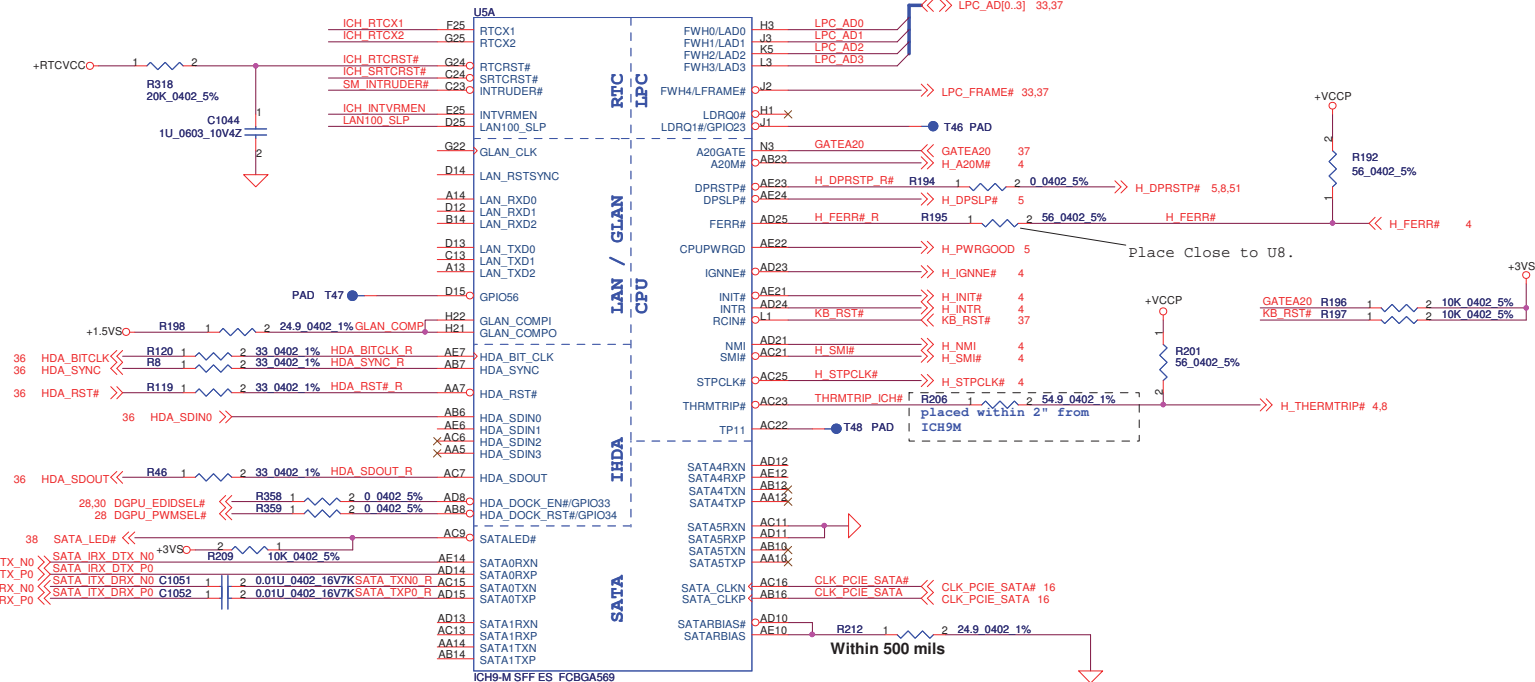 U5A
ICH_RTCX1 F25 RTCX1
ICH_RTCX2 G25 RTCX2
+RTCVCC 1 2 ICH_RTCRST# G24 RTCRST#
R318
20K_0402_5%
ICH_SRTCRST# C24 SRTCRST#
SM_INTRUDER# C23 INTRUDER#
C1044
1U_0603_10V4Z
1
2
ICH_INTVRMEN E25 INTVRMEN
LAN100_SLP D25 LAN100_SLP
G22 GLAN_CLK
D14 LAN_RSTSYNC
A14 LAN_RXD0
D12 LAN_RXD1
B14 LAN_RXD2
D13 LAN_TXD0
C13 LAN_TXD1
A13 LAN_TXD2
PAD T47 D15 GPIO56
+1.5VS R198 1 2 24.9_0402_1% GLAN_COMP H22 GLAN_COMPI
H21 GLAN_COMPO
36 HDA_BITCLK R120 1 2 33_0402_1% HDA_BITCLK_R AE7 HDA_BIT_CLK
36 HDA_SYNC R8 1 2 33_0402_1% HDA_SYNC_R AB7 HDA_SYNC
36 HDA_RST# R119 1 2 33_0402_1% HDA_RST#_R AA7 HDA_RST#
36 HDA_SDIN0 AB6 HDA_SDIN0
AE6 HDA_SDIN1
AC6 HDA_SDIN2
AA5 HDA_SDIN3
36 HDA_SDOUT R46 1 2 33_0402_1% HDA_SDOUT_R AC7 HDA_SDOUT
28,30 DGPU_EDIDSEL# R358 1 2 0_0402_5% AD8 HDA_DOCK_EN#/GPIO33
28 DGPU_PWMSEL# R359 1 2 0_0402_5% AB8 HDA_DOCK_RST#/GPIO34
38 SATA_LED# AC9 SATALED#
+3VS 2 1 R209 10K_0402_5%
TX_N0 SATA_IRX_DTX_N0 AE14 SATA0RXN
TX_P0 SATA_IRX_DTX_P0 AD14 SATA0RXP
RX_N0 SATA_ITX_DRX_N0 C1051 1 2 0.01U_0402_16V7K SATA_TXN0_R AC15 SATA0TXN
RX_P0 SATA_ITX_DRX_P0 C1052 1 2 0.01U_0402_16V7K SATA_TXP0_R AD15 SATA0TXP
AD13 SATA1RXN
AC13 SATA1RXP
AA14 SATA1TXN
AB14 SATA1TXP
RTC
LPC
LAN / GLAN
CPU
IHDA
SATA
LPC_AD[0..3] 33,37
FWH0/LAD0 H3 LPC_AD0
FWH1/LAD1 J3 LPC_AD1
FWH2/LAD2 K5 LPC_AD2
FWH3/LAD3 L3 LPC_AD3
FWH4/LFRAME# J2 LPC_FRAME# 33,37
LDRQ0# H1
LDRQ1#/GPIO23 J1 T46 PAD
A20GATE N3 GATEA20 GATEA20 37
A20M# AB23 H_A20M# 4
DPRSTP# AE23 H_DPRSTP_R# R194 1 2 0_0402_5% H_DPRSTP# 5,8,51
DPSLP# AE24 H_DPSLP# 5
FERR# AD25 H_FERR#_R R195 1 2 56_0402_5% H_FERR# H_FERR# 4
+VCCP
2
R192
56_0402_5%
1
Place Close to U8.
CPUPWRGD AE22 H_PWRGOOD 5
IGNNE# AD23 H_IGNNE# 4
INIT# AE21 H_INIT# 4
INTR AD24 H_INTR 4
RCIN# L1 KB_RST# KB_RST# 37
+3VS
GATEA20 R196 1 2 10K_0402_5%
KB_RST# R197 1 2 10K_0402_5%
NMI AD21 H_NMI 4
SMI# AC21 H_SMI# H_SMI# 4
+VCCP
1
R201
56_0402_5%
2
STPCLK# AC25 H_STPCLK# H_STPCLK# 4
THRMTRIP# AC23 THRMTRIP_ICH# R206 1 2 54.9_0402_1% H_THERMTRIP# 4,8
placed within 2" from
ICH9M
TP11 AC22 T48 PAD
SATA4RXN AD12
SATA4RXP AE12
SATA4TXN AB12
SATA4TXP AA12
SATA5RXN AC11
SATA5RXP AD11
SATA5TXN AB10
SATA5TXP AA10
SATA_CLKN AC16 CLK_PCIE_SATA# CLK_PCIE_SATA# 16
SATA_CLKP AB16 CLK_PCIE_SATA CLK_PCIE_SATA 16
SATARBIAS# AD10
SATARBIAS AE10 R212 1 2 24.9_0402_1%
Within 500 mils
ICH9-M SFF ES FCBGA569